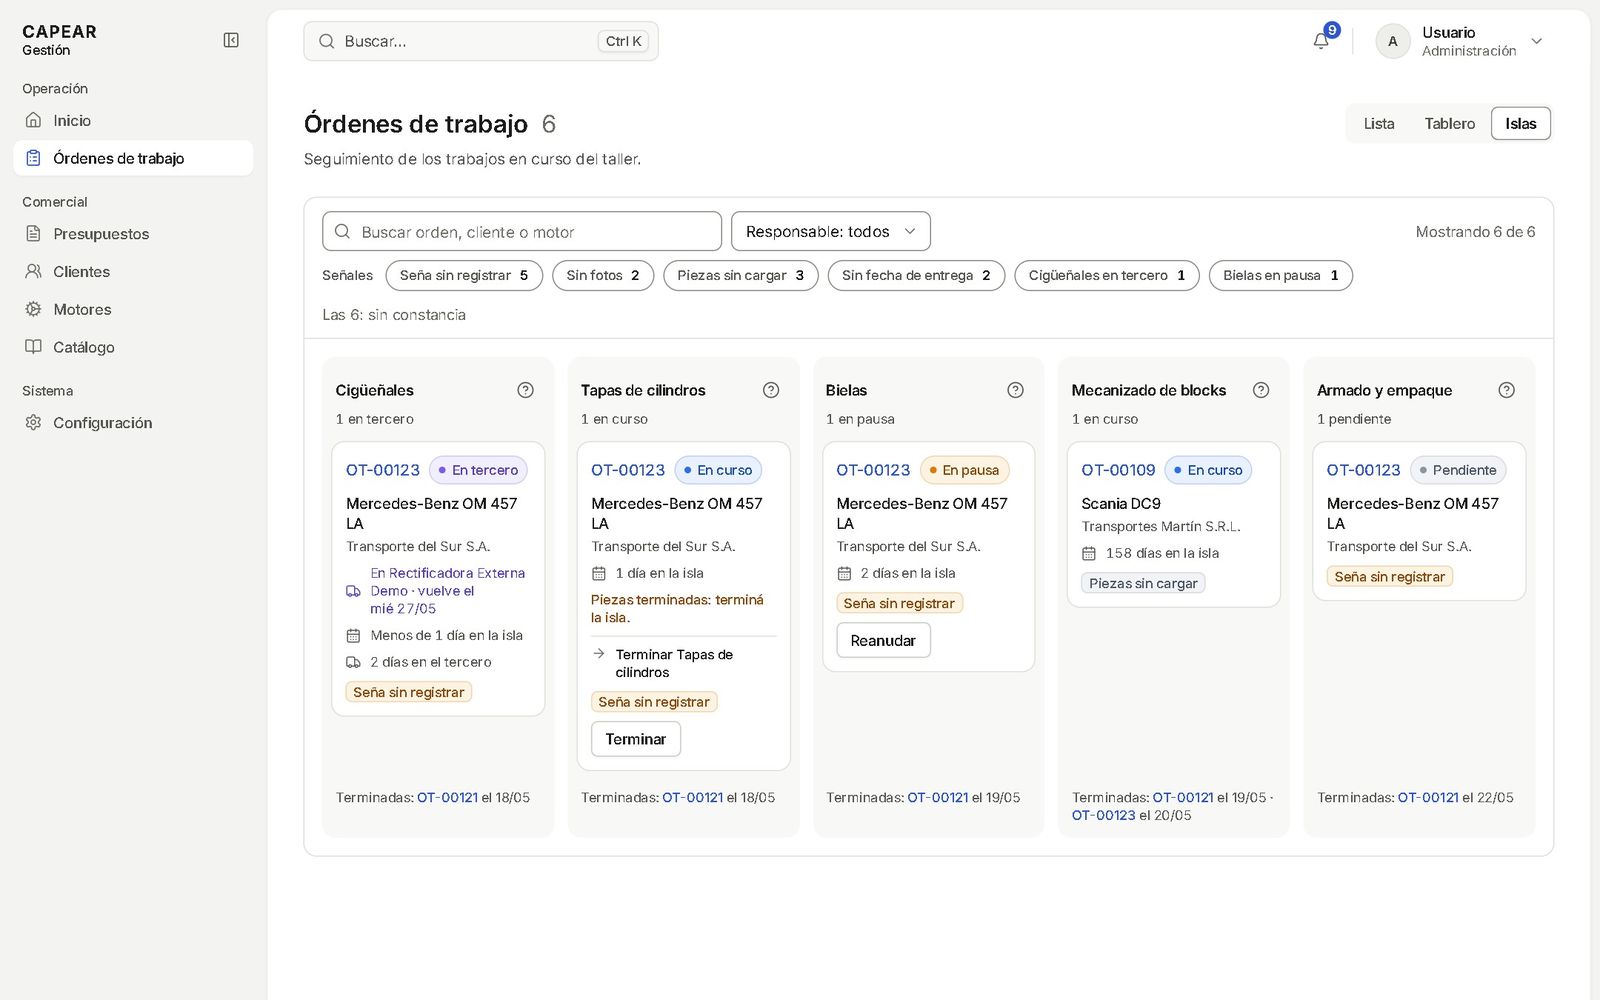 CAPEAR
Gestión
Operación
Inicio
Órdenes de trabajo
Comercial
Presupuestos
Clientes
Motores
Catálogo
Sistema
Configuración
Buscar...
Ctrl K
9
A
Usuario
Administración
Órdenes de trabajo 6
Seguimiento de los trabajos en curso del taller.
Lista
Tablero
Islas
Buscar orden, cliente o motor
Responsable: todos
Mostrando 6 de 6
Señales
Seña sin registrar 5
Sin fotos 2
Piezas sin cargar 3
Sin fecha de entrega 2
Cigüeñales en tercero 1
Bielas en pausa 1
Las 6: sin constancia
Cigüeñales
1 en tercero
OT-00123
En tercero
Mercedes-Benz OM 457
LA
Transporte del Sur S.A.
En Rectificadora Externa
Demo · vuelve el
mié 27/05
Menos de 1 día en la isla
2 días en el tercero
Seña sin registrar
Terminadas: OT-00121 el 18/05
Tapas de cilindros
1 en curso
OT-00123
En curso
Mercedes-Benz OM 457
LA
Transporte del Sur S.A.
1 día en la isla
Piezas terminadas: terminá
la isla.
Terminar Tapas de
cilindros
Seña sin registrar
Terminar
Terminadas: OT-00121 el 18/05
Bielas
1 en pausa
OT-00123
En pausa
Mercedes-Benz OM 457
LA
Transporte del Sur S.A.
2 días en la isla
Seña sin registrar
Reanudar
Terminadas: OT-00121 el 19/05
Mecanizado de blocks
1 en curso
OT-00109
En curso
Scania DC9
Transportes Martín S.R.L.
158 días en la isla
Piezas sin cargar
Terminadas: OT-00121 el 19/05 ·
OT-00123 el 20/05
Armado y empaque
1 pendiente
OT-00123
Pendiente
Mercedes-Benz OM 457
LA
Transporte del Sur S.A.
Seña sin registrar
Terminadas: OT-00121 el 22/05